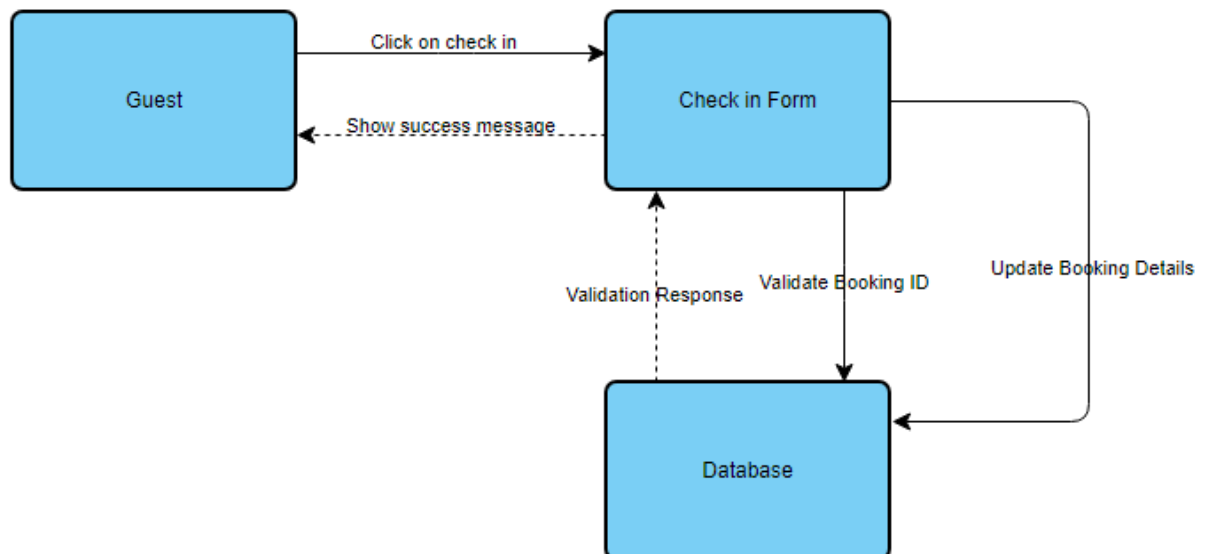 Click on check in
Guest
Check in Form
Show success message
Update Booking Details
Validate Booking ID
Validation Response
Database